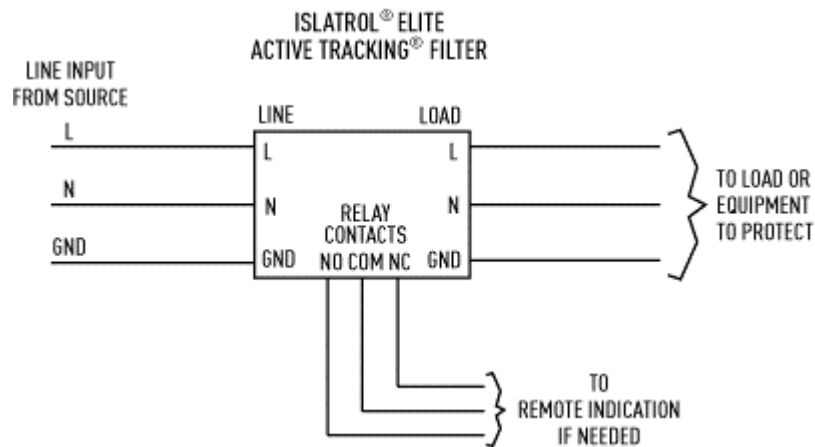 ISLATROL® ELITE
ACTIVE TRACKING® FILTER
LINE INPUT
FROM SOURCE
LINE
LOAD
L
L
L
N
N
N
TO LOAD OR
EQUIPMENT
TO PROTECT
RELAY
CONTACTS
GND
GND
NO COM NC
GND
TO
REMOTE INDICATION
IF NEEDED